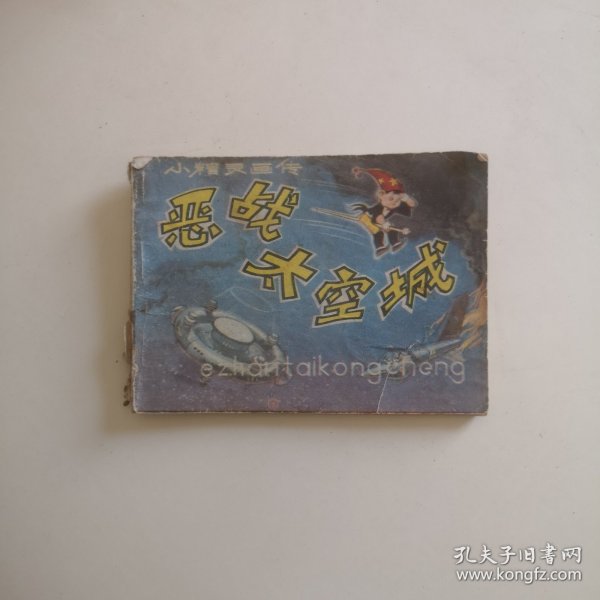 小精灵画传
恶战
太空城
ezhantaikongcheng
孔夫子旧书网
www.kongfz.com